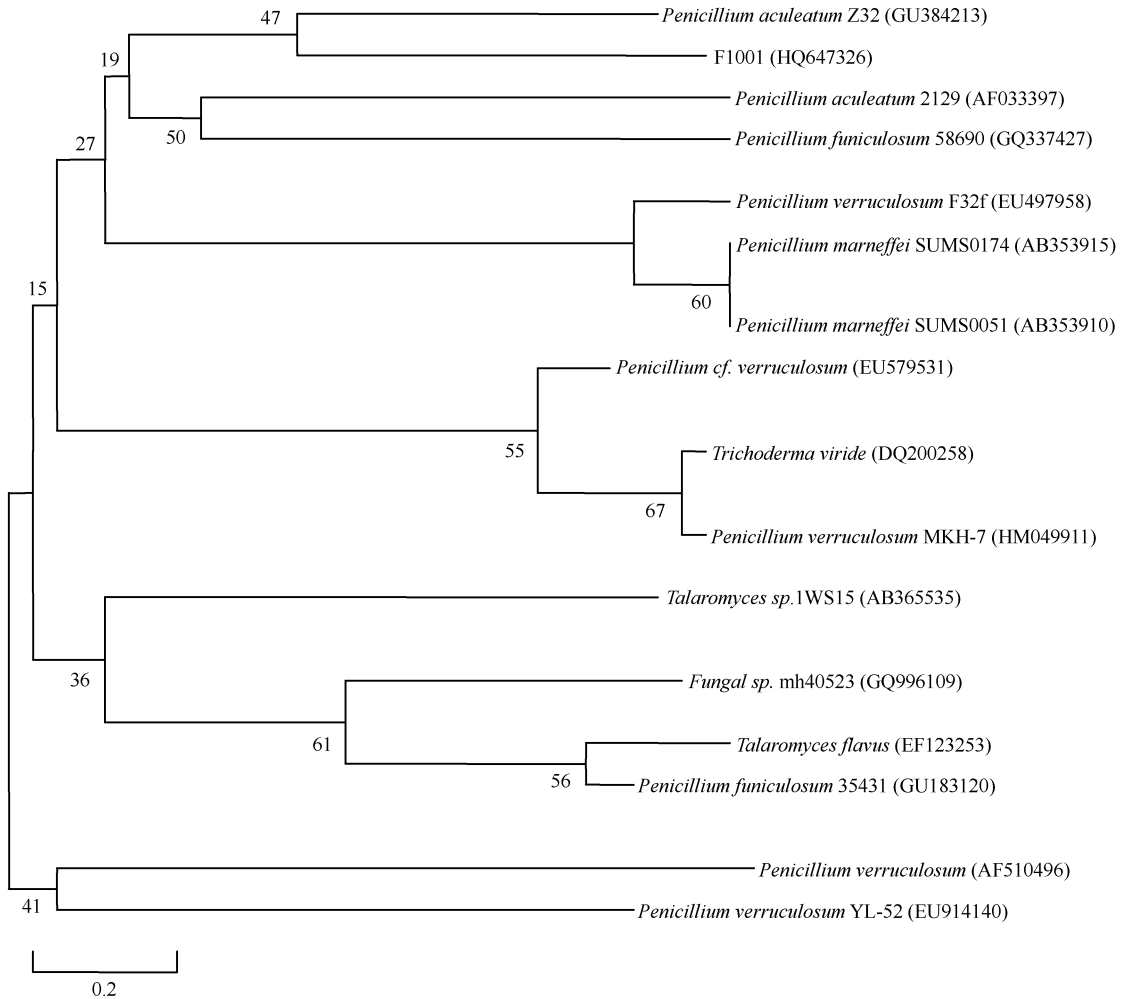 47
Penicillium aculeatum Z32 (GU384213)
19
F1001 (HQ647326)
Penicillium aculeatum 2129 (AF033397)
50
Penicillium funiculosum 58690 (GQ337427)
27
Penicillium verruculosum F32f (EU497958)
Penicillium marneffei SUMS0174 (AB353915)
15
60
Penicillium marneffei SUMS0051 (AB353910)
Penicillium cf. verruculosum (EU579531)
55
Trichoderma viride (DQ200258)
67
Penicillium verruculosum MKH-7 (HM049911)
Talaromyces sp.1WS15 (AB365535)
36
Fungal sp. mh40523 (GQ996109)
61
Talaromyces flavus (EF123253)
56
Penicillium funiculosum 35431 (GU183120)
Penicillium verruculosum (AF510496)
41
Penicillium verruculosum YL-52 (EU914140)
0.2